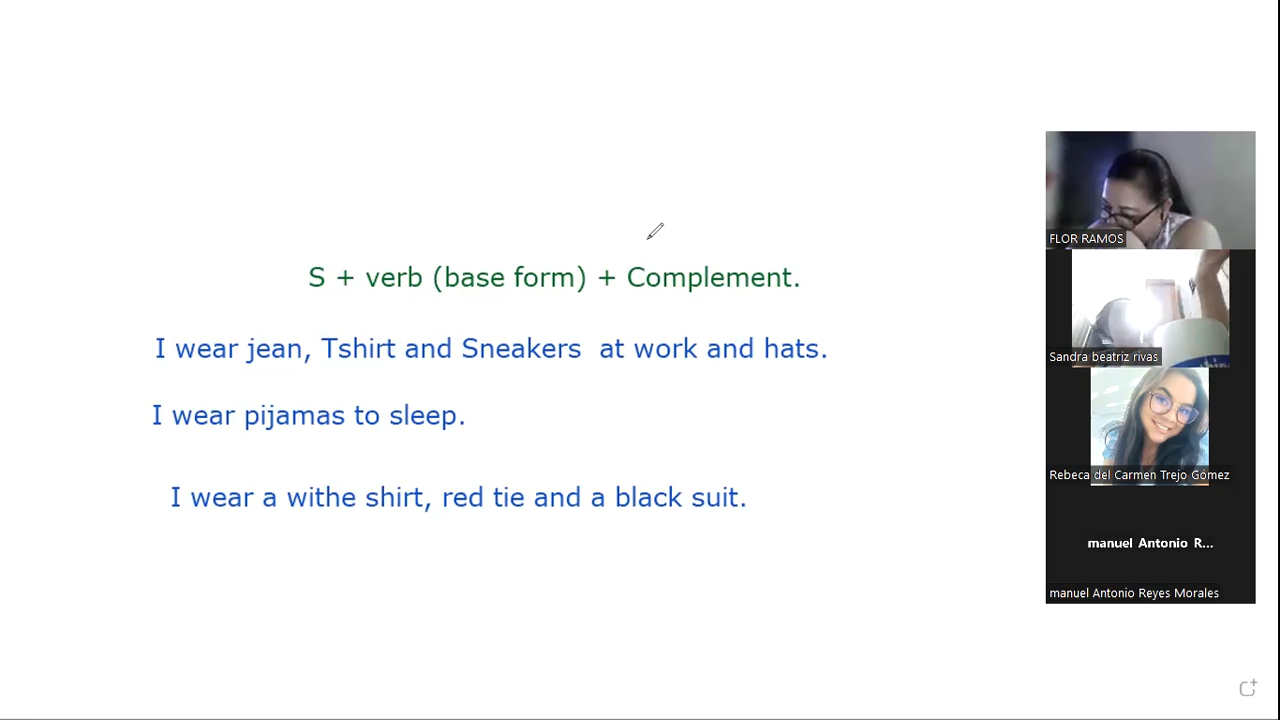 S + verb (base form) + Complement.
I wear jean, Tshirt and Sneakers at work and hats.
I wear pijamas to sleep.
I wear a withe shirt, red tie and a black suit.
FLOR RAMOS
Sandra beatriz rivas
Rebeca del Carmen Trejo Gómez
manuel Antonio R...
manuel Antonio Reyes Morales